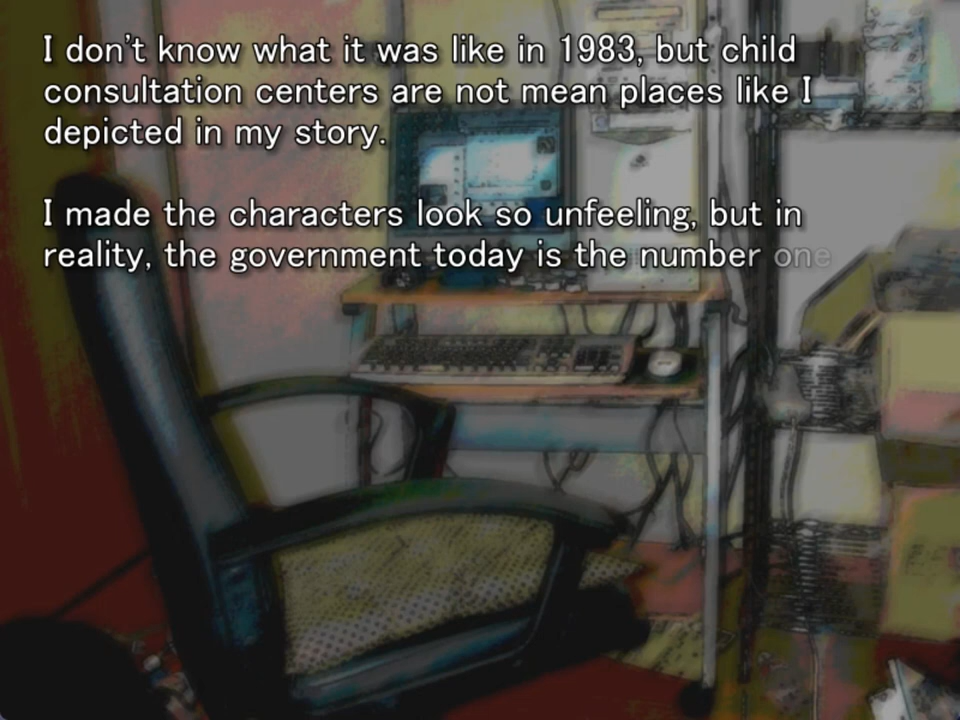 I don't know what it was like in 1983, but child
consultation centers are not mean places like I
depicted in my story.
I made the characters look so unfeeling, but in
reality, the government today is the number one